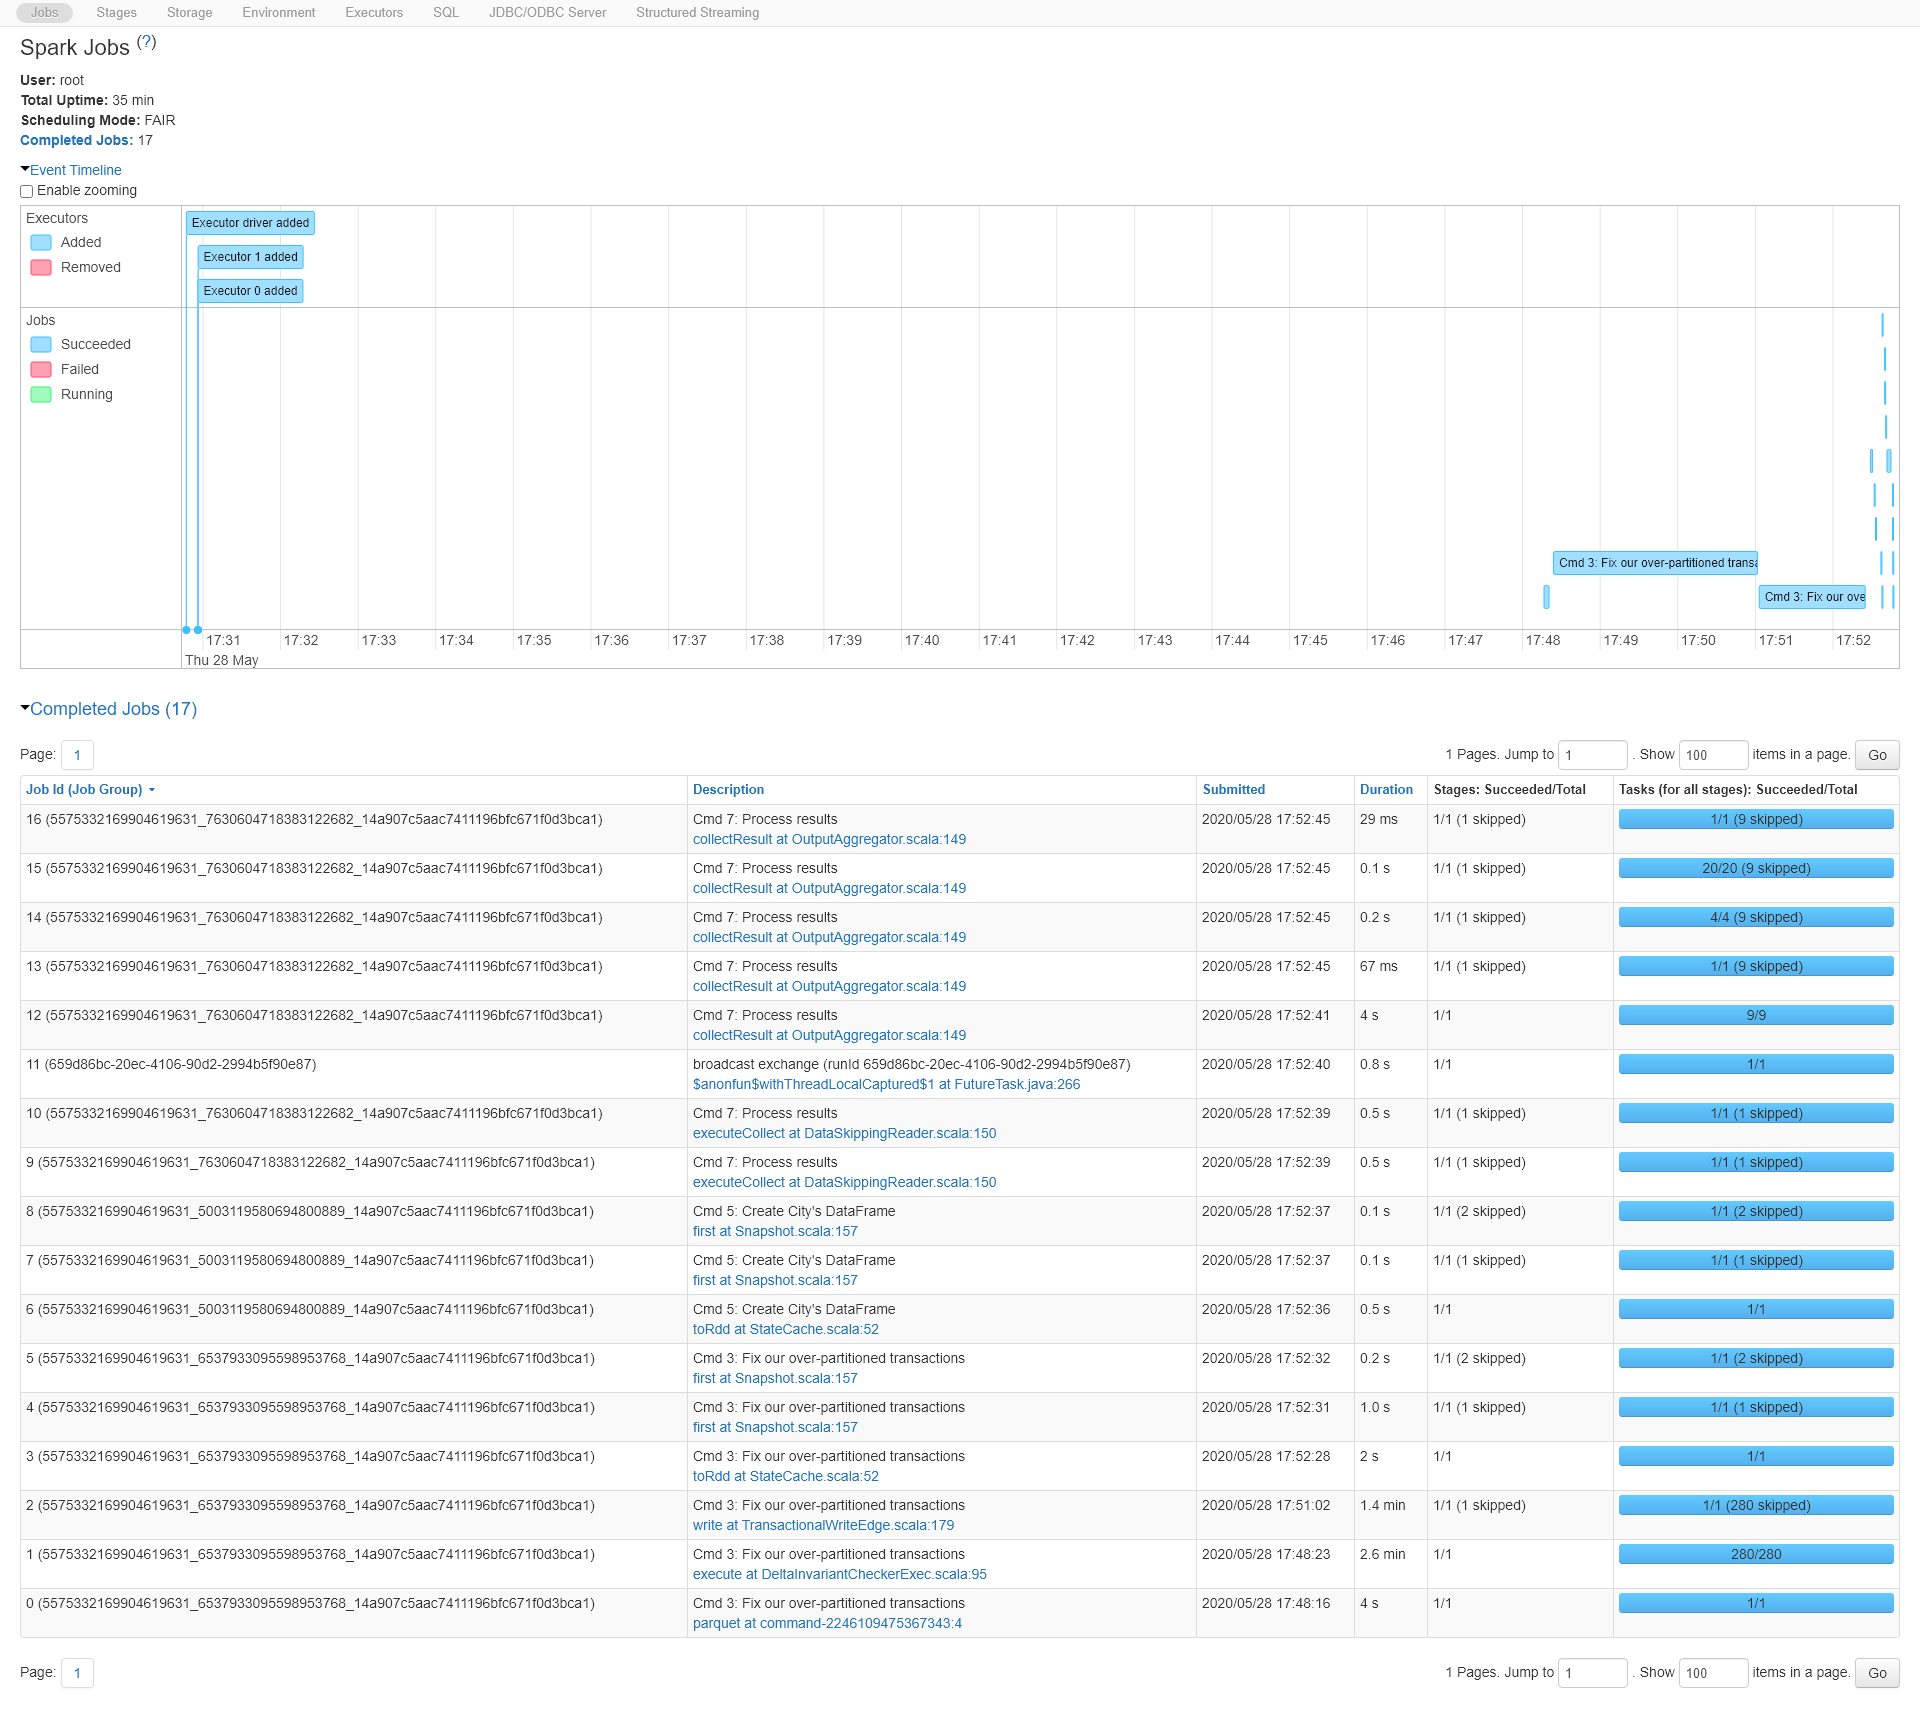 Jobs Stages Storage Environment Executors SQL JDBC/ODBC Server Structured Streaming
Spark Jobs (?)
User: root
Total Uptime: 35 min
Scheduling Mode: FAIR
Completed Jobs: 17
Event Timeline
Enable zooming
Executors
Added
Removed
Executor driver added
Executor 1 added
Executor 0 added
Jobs
Succeeded
Failed
Running
Cmd 3: Fix our over-partitioned transa
Cmd 3: Fix our ove
17:31 17:32 17:33 17:34 17:35 17:36 17:37 17:38 17:39 17:40 17:41 17:42 17:43 17:44 17:45 17:46 17:47 17:48 17:49 17:50 17:51 17:52
Thu 28 May
Completed Jobs (17)
Page: 1 1 Pages. Jump to 1 . Show 100 items in a page. Go
Job Id (Job Group) Description Submitted Duration Stages: Succeeded/Total Tasks (for all stages): Succeeded/Total
16 (5575332169904619631_7630604718383122682_14a907c5aac7411196bfc671f0d3bca1) Cmd 7: Process results 2020/05/28 17:52:45 29 ms 1/1 (1 skipped) 1/1 (9 skipped)
collectResult at OutputAggregator.scala:149
15 (5575332169904619631_7630604718383122682_14a907c5aac7411196bfc671f0d3bca1) Cmd 7: Process results 2020/05/28 17:52:45 0.1 s 1/1 (1 skipped) 20/20 (9 skipped)
collectResult at OutputAggregator.scala:149
14 (5575332169904619631_7630604718383122682_14a907c5aac7411196bfc671f0d3bca1) Cmd 7: Process results 2020/05/28 17:52:45 0.2 s 1/1 (1 skipped) 4/4 (9 skipped)
collectResult at OutputAggregator.scala:149
13 (5575332169904619631_7630604718383122682_14a907c5aac7411196bfc671f0d3bca1) Cmd 7: Process results 2020/05/28 17:52:45 67 ms 1/1 (1 skipped) 1/1 (9 skipped)
collectResult at OutputAggregator.scala:149
12 (5575332169904619631_7630604718383122682_14a907c5aac7411196bfc671f0d3bca1) Cmd 7: Process results 2020/05/28 17:52:41 4 s 1/1 9/9
collectResult at OutputAggregator.scala:149
11 (659d86bc-20ec-4106-90d2-2994b5f90e87) broadcast exchange (runId 659d86bc-20ec-4106-90d2-2994b5f90e87) 2020/05/28 17:52:40 0.8 s 1/1 1/1
$anonfun$withThreadLocalCaptured$1 at FutureTask.java:266
10 (5575332169904619631_7630604718383122682_14a907c5aac7411196bfc671f0d3bca1) Cmd 7: Process results 2020/05/28 17:52:39 0.5 s 1/1 (1 skipped) 1/1 (1 skipped)
executeCollect at DataSkippingReader.scala:150
9 (5575332169904619631_7630604718383122682_14a907c5aac7411196bfc671f0d3bca1) Cmd 7: Process results 2020/05/28 17:52:39 0.5 s 1/1 (1 skipped) 1/1 (1 skipped)
executeCollect at DataSkippingReader.scala:150
8 (5575332169904619631_5003119580694800889_14a907c5aac7411196bfc671f0d3bca1) Cmd 5: Create City's DataFrame 2020/05/28 17:52:37 0.1 s 1/1 (2 skipped) 1/1 (2 skipped)
first at Snapshot.scala:157
7 (5575332169904619631_5003119580694800889_14a907c5aac7411196bfc671f0d3bca1) Cmd 5: Create City's DataFrame 2020/05/28 17:52:37 0.1 s 1/1 (1 skipped) 1/1 (1 skipped)
first at Snapshot.scala:157
6 (5575332169904619631_5003119580694800889_14a907c5aac7411196bfc671f0d3bca1) Cmd 5: Create City's DataFrame 2020/05/28 17:52:36 0.5 s 1/1 1/1
toRdd at StateCache.scala:52
5 (5575332169904619631_6537933095598953768_14a907c5aac7411196bfc671f0d3bca1) Cmd 3: Fix our over-partitioned transactions 2020/05/28 17:52:32 0.2 s 1/1 (2 skipped) 1/1 (2 skipped)
first at Snapshot.scala:157
4 (5575332169904619631_6537933095598953768_14a907c5aac7411196bfc671f0d3bca1) Cmd 3: Fix our over-partitioned transactions 2020/05/28 17:52:31 1.0 s 1/1 (1 skipped) 1/1 (1 skipped)
first at Snapshot.scala:157
3 (5575332169904619631_6537933095598953768_14a907c5aac7411196bfc671f0d3bca1) Cmd 3: Fix our over-partitioned transactions 2020/05/28 17:52:28 2 s 1/1 1/1
toRdd at StateCache.scala:52
2 (5575332169904619631_6537933095598953768_14a907c5aac7411196bfc671f0d3bca1) Cmd 3: Fix our over-partitioned transactions 2020/05/28 17:51:02 1.4 min 1/1 (1 skipped) 1/1 (280 skipped)
write at TransactionalWriteEdge.scala:179
1 (5575332169904619631_6537933095598953768_14a907c5aac7411196bfc671f0d3bca1) Cmd 3: Fix our over-partitioned transactions 2020/05/28 17:48:23 2.6 min 1/1 280/280
execute at DeltaInvariantCheckerExec.scala:95
0 (5575332169904619631_6537933095598953768_14a907c5aac7411196bfc671f0d3bca1) Cmd 3: Fix our over-partitioned transactions 2020/05/28 17:48:16 4 s 1/1 1/1
parquet at command-2246109475367343:4
Page: 1 1 Pages. Jump to 1 . Show 100 items in a page. Go